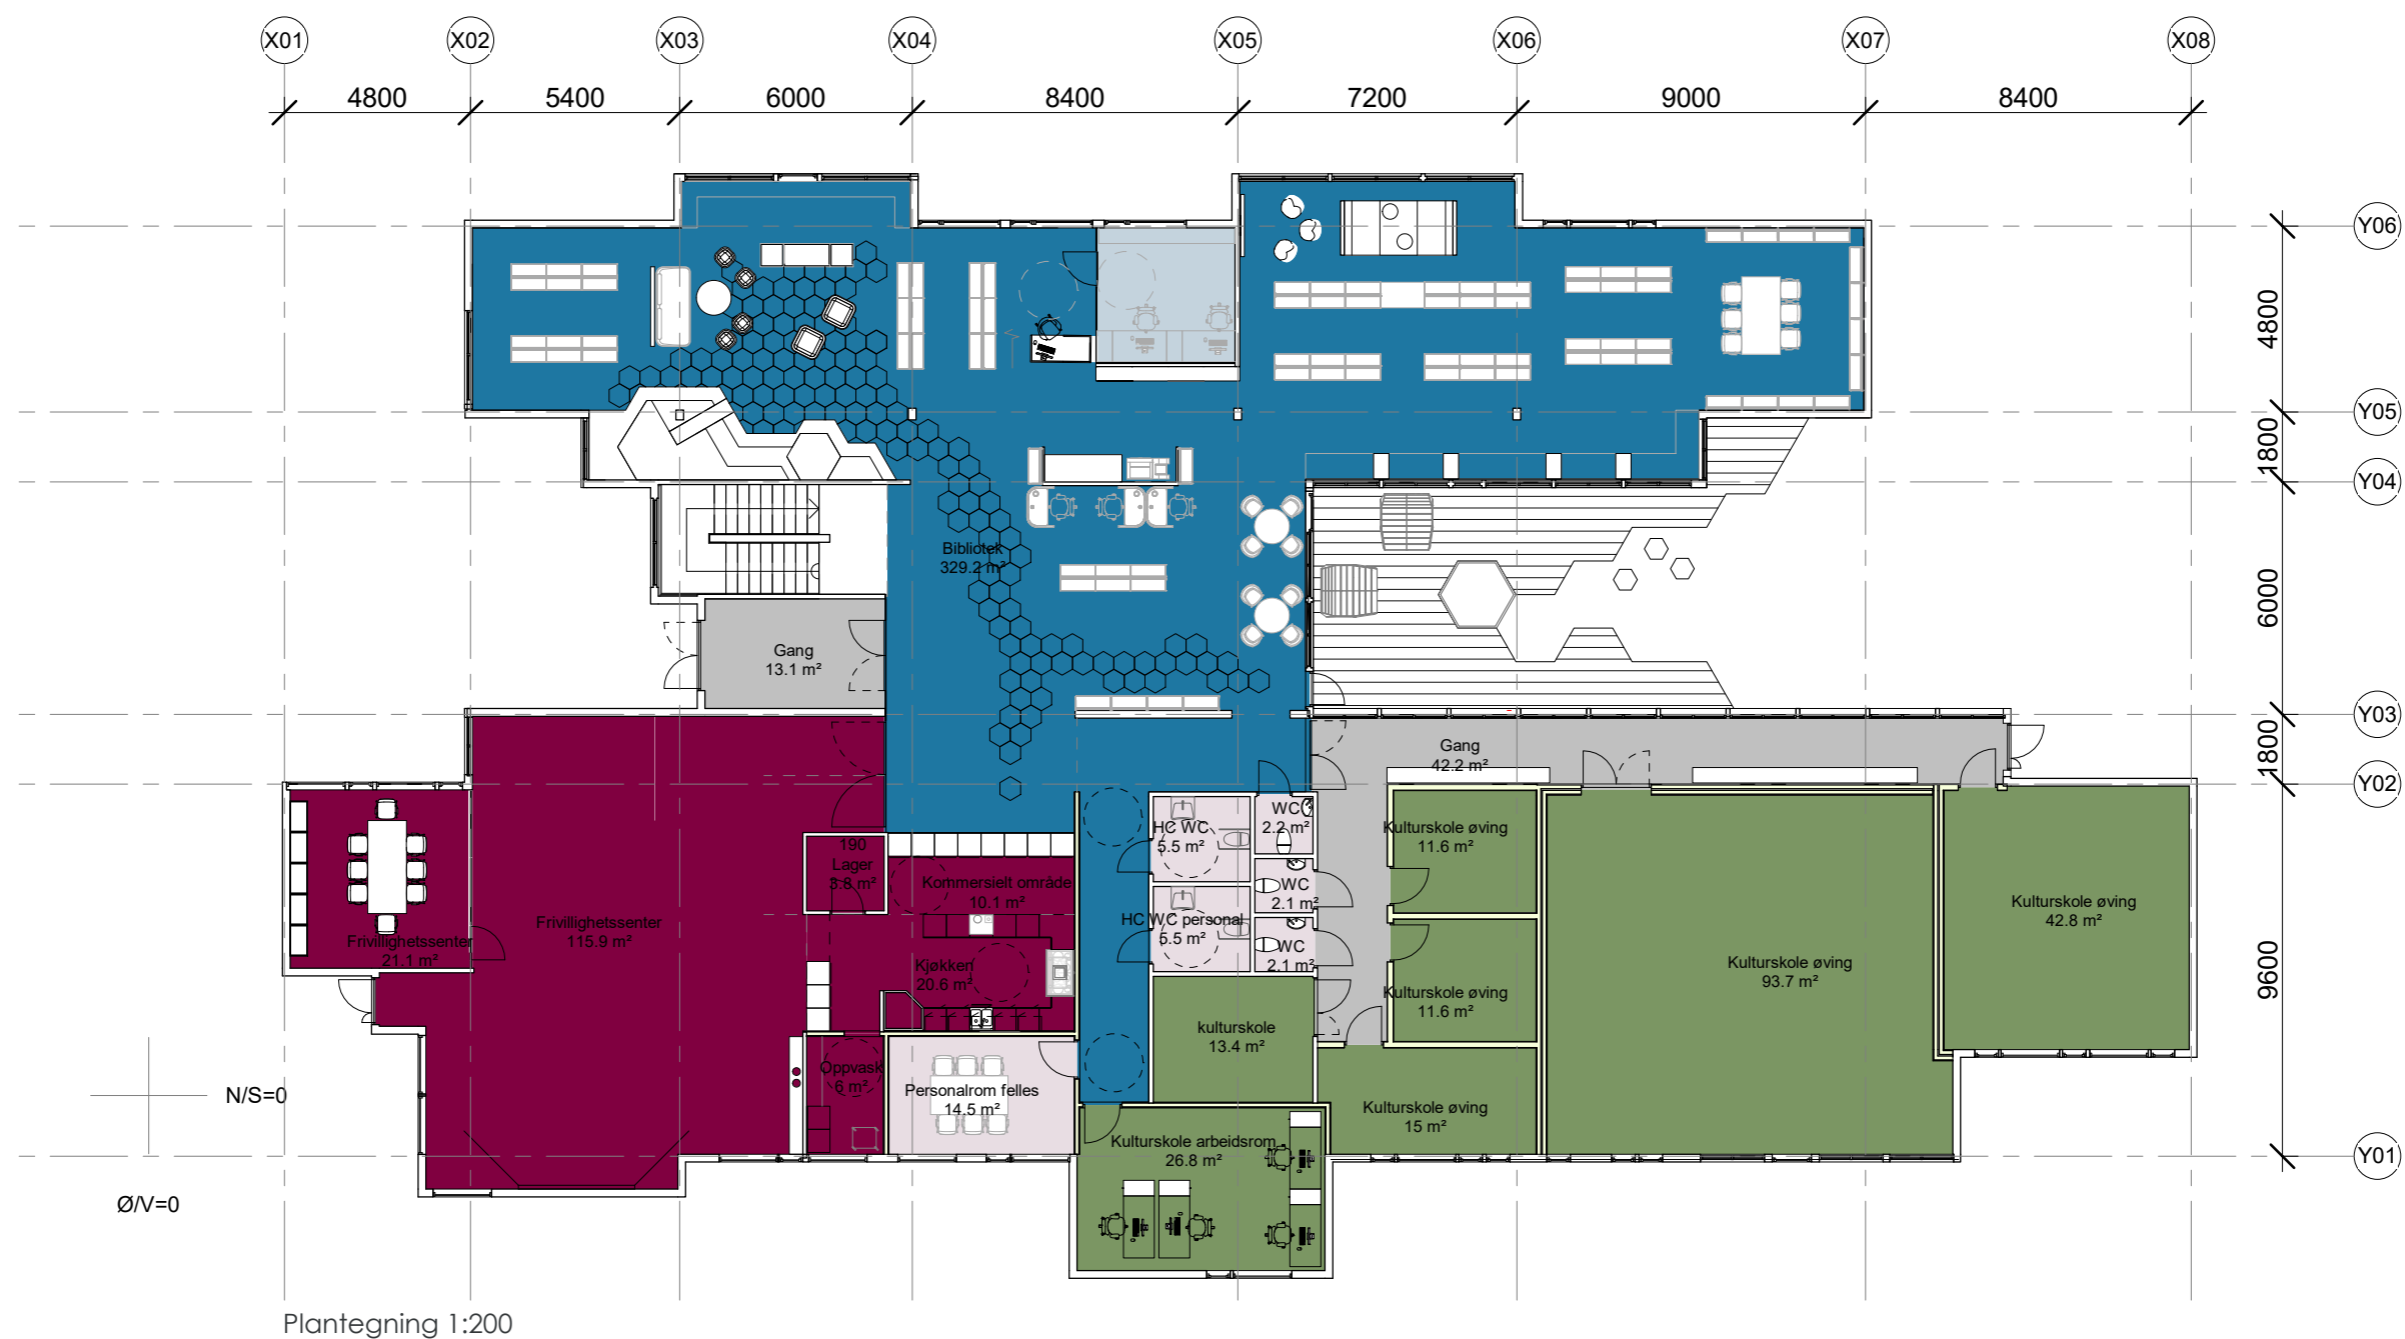 X01
X02
X03
X04
X05
X06
X07
X08
4800
5400
6000
8400
7200
9000
8400
Y06
4800
Y05
1800
Y04
Bibliotek
329.2 m²
6000
Gang
13.1 m²
Y03
Gang
42.2 m²
1800
Y02
190
Lager
3.8 m²
Kommersielt område
10.1 m²
HC WC
5.5 m²
WC
2.2 m²
Kulturskole øving
11.6 m²
WC
2.1 m²
Frivillighetssenter
115.9 m²
Frivillighetssenter
21.1 m²
HC WC personal
5.5 m²
WC
2.1 m²
Kulturskole øving
42.8 m²
Kjøkken
20.6 m²
Kulturskole øving
11.6 m²
Kulturskole øving
93.7 m²
9600
kulturskole
13.4 m²
Oppvask
6 m²
Personalrom felles
14.5 m²
Kulturskole øving
15 m²
N/S=0
Kulturskole arbeidsrom
26.8 m²
Y01
Ø/V=0
Plantegning 1:200